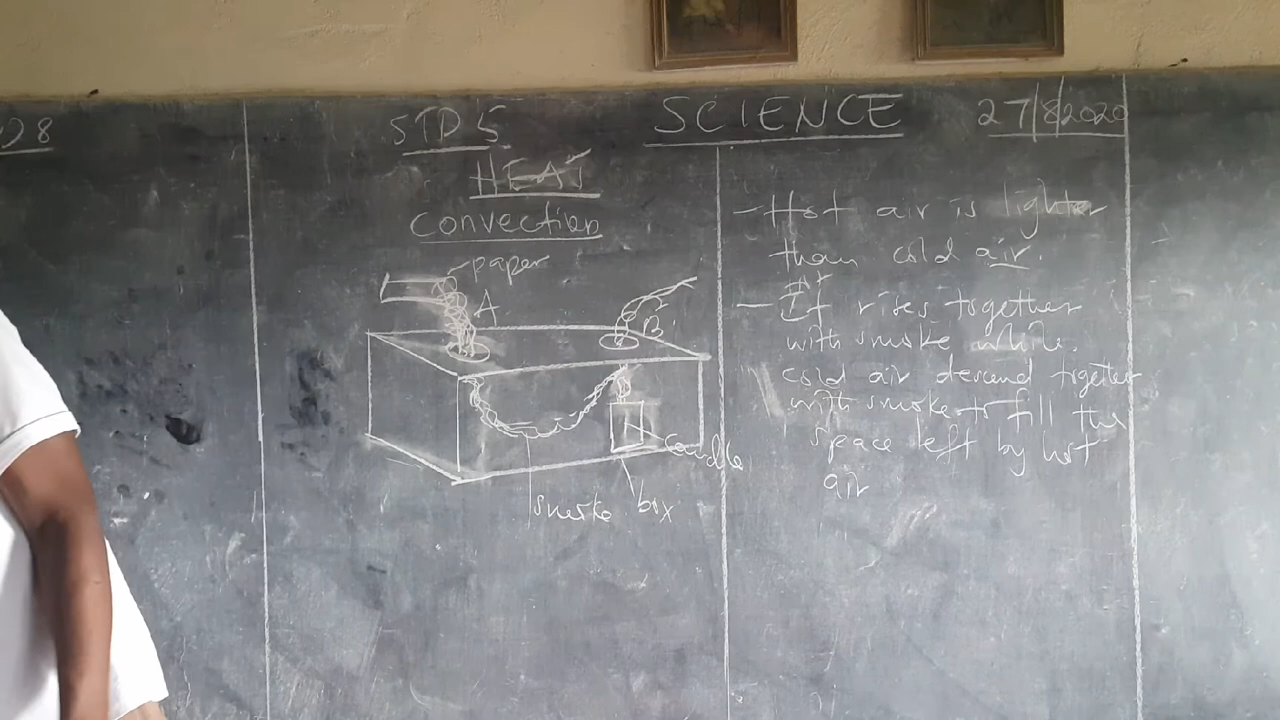 28
STD 5
SCIENCE
27/8/2020
HEAT
Convection
paper
A
B
candle
smoke
box
- Hot air is lighter
than cold air.
- It rises together
with smoke while.
cold air descend together
with smoke to fill the
space left by hot
air